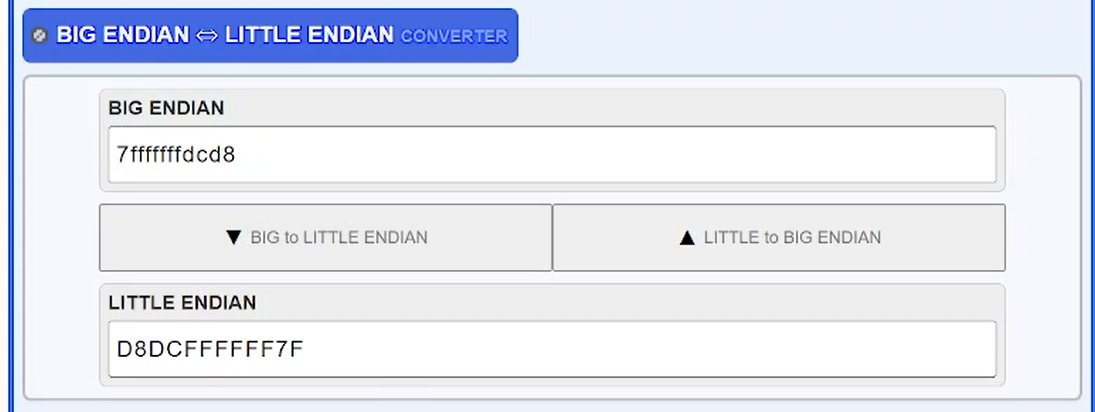 BIG ENDIAN ⇔ LITTLE ENDIAN CONVERTER
BIG ENDIAN
7fffffffdcd8
▼ BIG to LITTLE ENDIAN
▲ LITTLE to BIG ENDIAN
LITTLE ENDIAN
D8DCFFFFFF7F